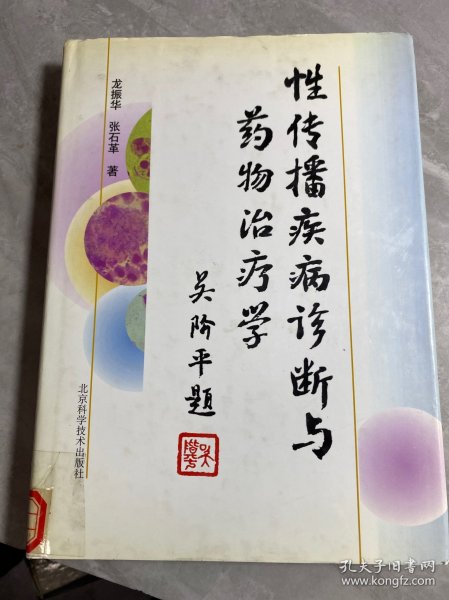 性传播疾病诊断与
药物治疗学
吴阶平题
龙振华 张石革 著
北京科学技术出版社
孔夫子旧书网
www.kongfz.com